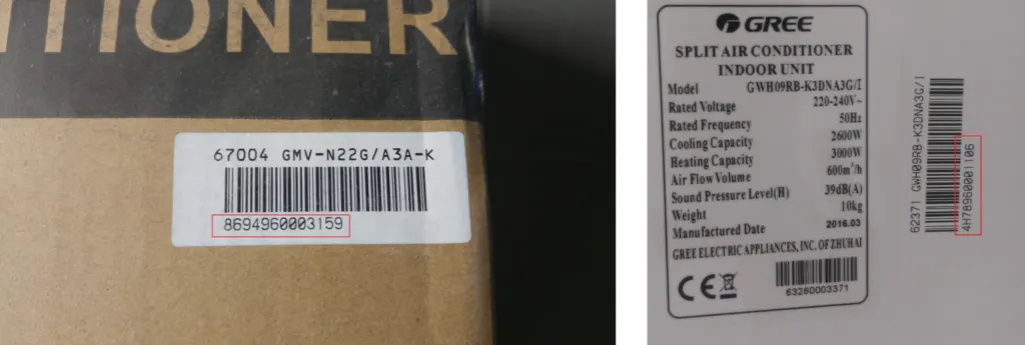 ITIONER
67004 GMV-N22G/A3A-K
8694960003159
GREE
SPLIT AIR CONDITIONER
INDOOR UNIT
Model GWH09RB-K3DNA3G/I
Rated Voltage 220-240V~
Rated Frequency 50Hz
Cooling Capacity 2600W
Heating Capacity 3000W
Air Flow Volume 600m³/h
Sound Pressure Level(H) 39dB(A)
Weight 10kg
Manufactured Date 2016.03
GREE ELECTRIC APPLIANCES, INC. OF ZHUHAI
CE
63260003371
62371 GWH09RB-K3DNA3G/I
4H78960001106